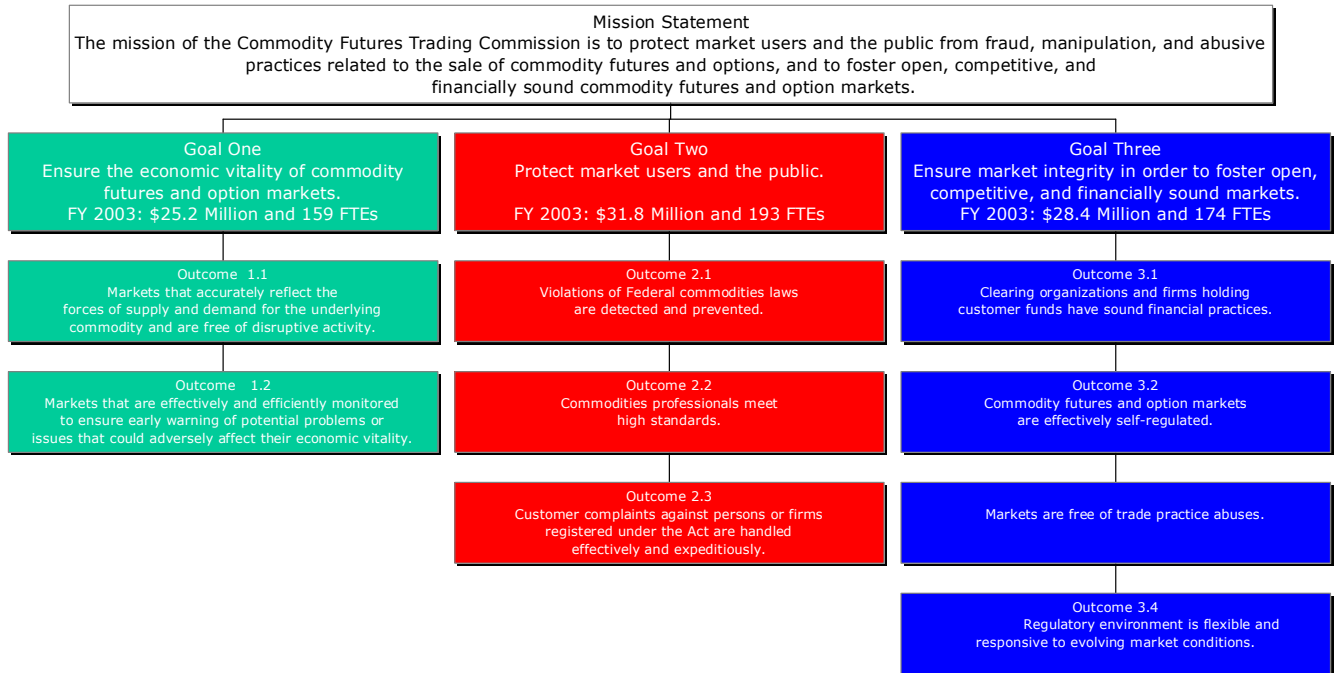 Mission Statement
The mission of the Commodity Futures Trading Commission is to protect market users and the public from fraud, manipulation, and abusive
practices related to the sale of commodity futures and options, and to foster open, competitive, and
financially sound commodity futures and option markets.
Goal One
Ensure the economic vitality of commodity
futures and option markets.
FY 2003: $25.2 Million and 159 FTEs
Outcome 1.1
Markets that accurately reflect the
forces of supply and demand for the underlying
commodity and are free of disruptive activity.
Outcome 1.2
Markets that are effectively and efficiently monitored
to ensure early warning of potential problems or
issues that could adversely affect their economic vitality.
Goal Two
Protect market users and the public.
FY 2003: $31.8 Million and 193 FTEs
Outcome 2.1
Violations of Federal commodities laws
are detected and prevented.
Outcome 2.2
Commodities professionals meet
high standards.
Outcome 2.3
Customer complaints against persons or firms
registered under the Act are handled
effectively and expeditiously.
Goal Three
Ensure market integrity in order to foster open,
competitive, and financially sound markets.
FY 2003: $28.4 Million and 174 FTEs
Outcome 3.1
Clearing organizations and firms holding
customer funds have sound financial practices.
Outcome 3.2
Commodity futures and option markets
are effectively self-regulated.
Markets are free of trade practice abuses.
Outcome 3.4
Regulatory environment is flexible and
responsive to evolving market conditions.